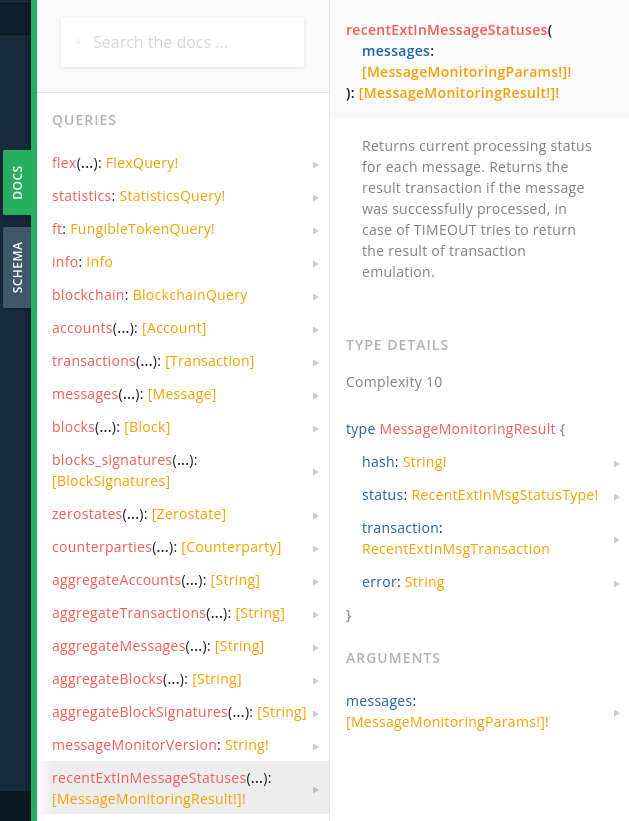 DOCS
SCHEMA
Search the docs ...
QUERIES
flex(...): FlexQuery!
statistics: StatisticsQuery!
ft: FungibleTokenQuery!
info: Info
blockchain: BlockchainQuery
accounts(...): [Account]
transactions(...): [Transaction]
messages(...): [Message]
blocks(...): [Block]
blocks_signatures(...):
[BlockSignatures]
zerostates(...): [Zerostate]
counterparties(...): [Counterparty]
aggregateAccounts(...): [String]
aggregateTransactions(...): [String]
aggregateMessages(...): [String]
aggregateBlocks(...): [String]
aggregateBlockSignatures(...): [String]
messageMonitorVersion: String!
recentExtInMessageStatuses(...):
[MessageMonitoringResult!]!
recentExtInMessageStatuses(
messages:
[MessageMonitoringParams!]!
): [MessageMonitoringResult!]!
Returns current processing status
for each message. Returns the
result transaction if the message
was successfully processed, in
case of TIMEOUT tries to return
the result of transaction
emulation.
TYPE DETAILS
Complexity 10
type MessageMonitoringResult {
hash: String!
status: RecentExtInMsgStatusType!
transaction:
RecentExtInMsgTransaction
error: String
}
ARGUMENTS
messages:
[MessageMonitoringParams!]!